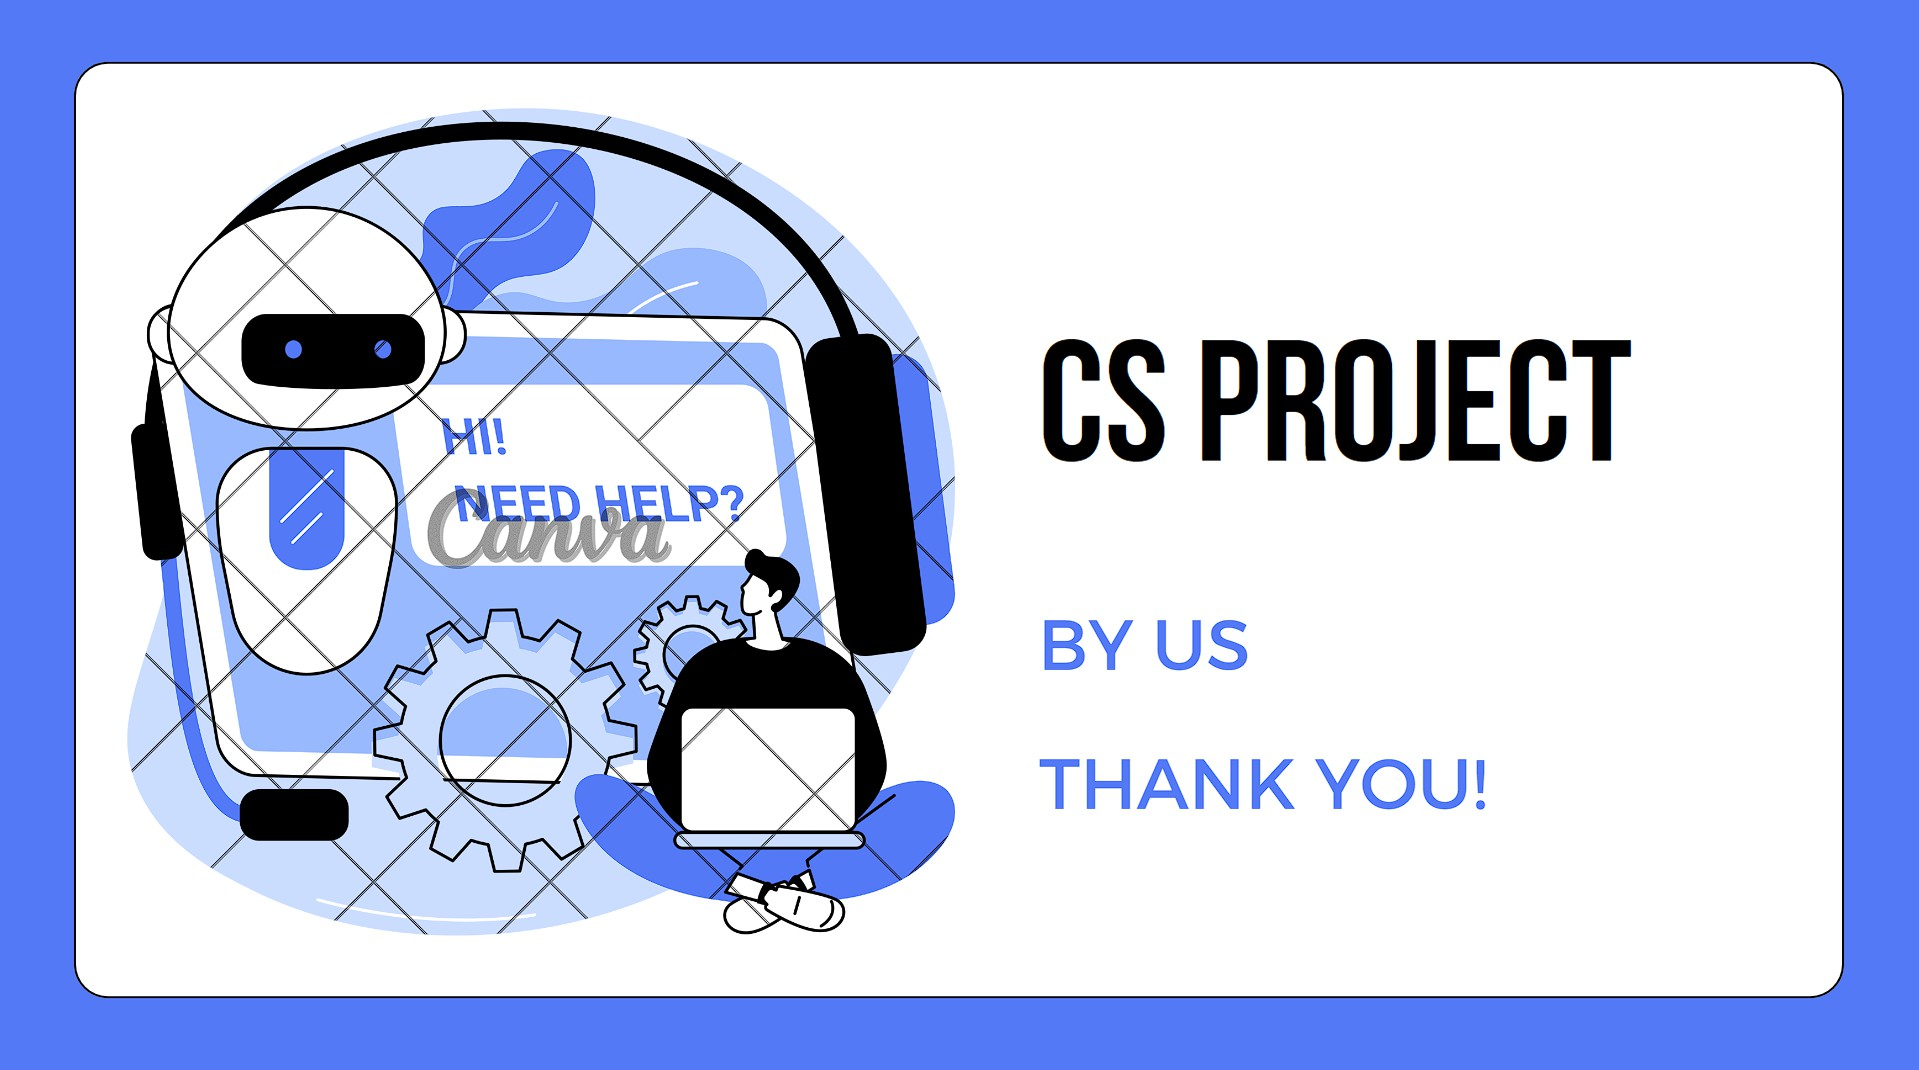 HI!
NEED HELP?
Canva
CS PROJECT
BY US
THANK YOU!